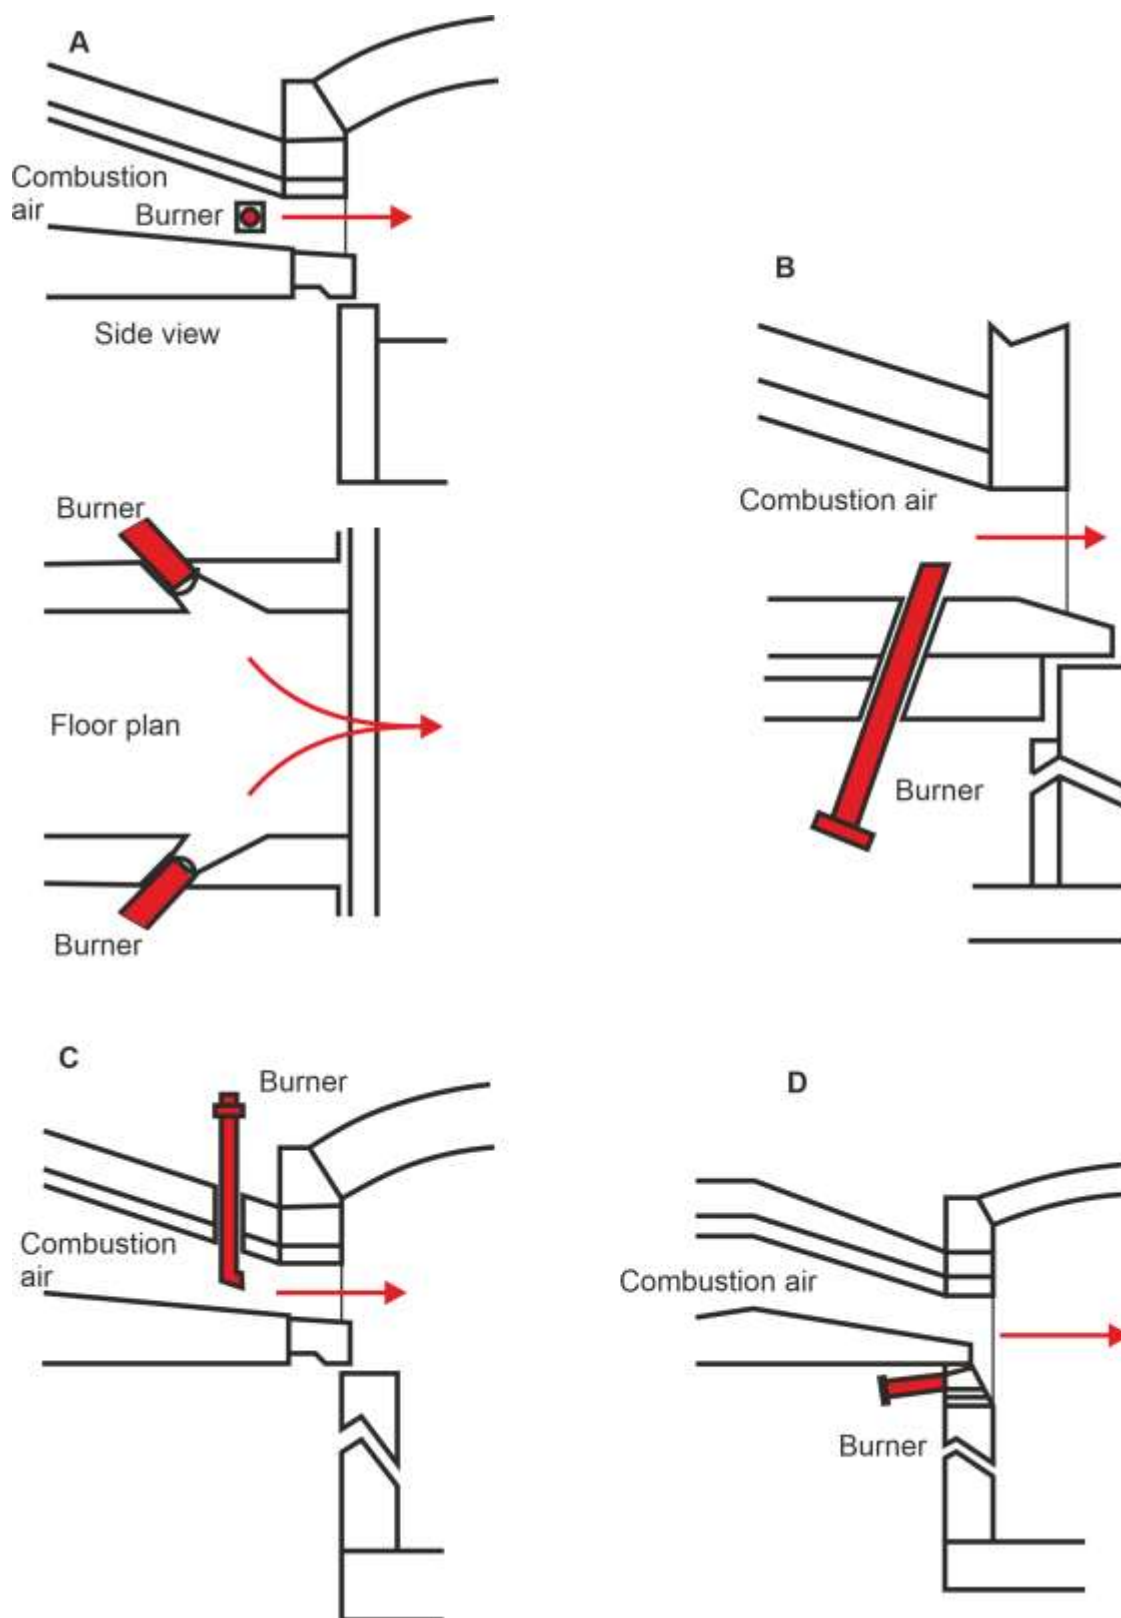 A
Combustion
air
Burner
Side view
Burner
Floor plan
Burner
B
Combustion air
Burner
C
Burner
Combustion
air
D
Combustion air
Burner